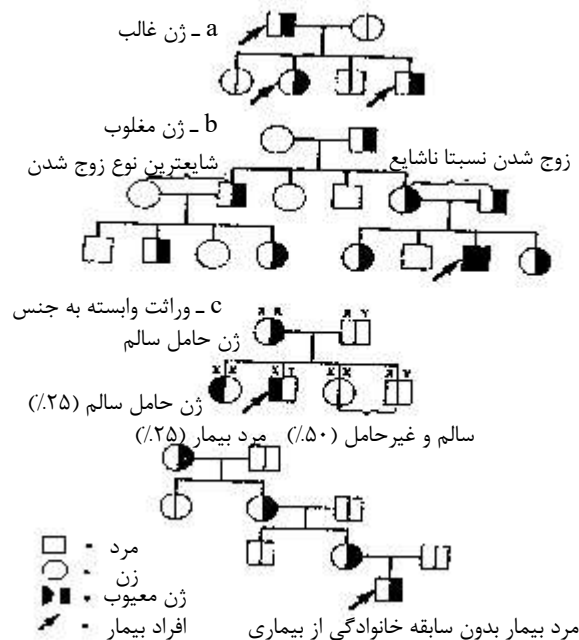 a ـ ژن غالب
b ـ ژن مغلوب
زوج شدن نسبتا ناشایع
شایعترین نوع زوج شدن
c ـ وراثت وابسته به جنس
ژن حامل سالم
X X
X Y
X X
X Y
X X
X Y
ژن حامل سالم (۲۵٪)
سالم و غیرحامل (۵۰٪)
مرد بیمار (۲۵٪)
مرد
زن
ژن معیوب
افراد بیمار
مرد بیمار بدون سابقه خانوادگی از بیماری